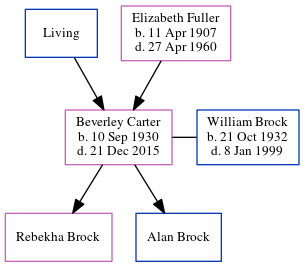 Living
Elizabeth Fuller
b. 11 Apr 1907
d. 27 Apr 1960
Beverley Carter
b. 10 Sep 1930
d. 21 Dec 2015
William Brock
b. 21 Oct 1932
d. 8 Jan 1999
Rebekha Brock
Alan Brock